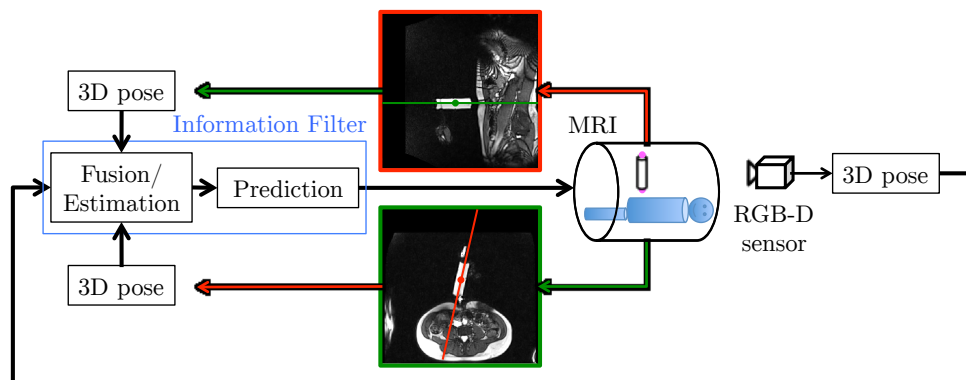 3D pose
Information Filter
MRI
Fusion/
Estimation
Prediction
3D pose
RGB-D
sensor
3D pose